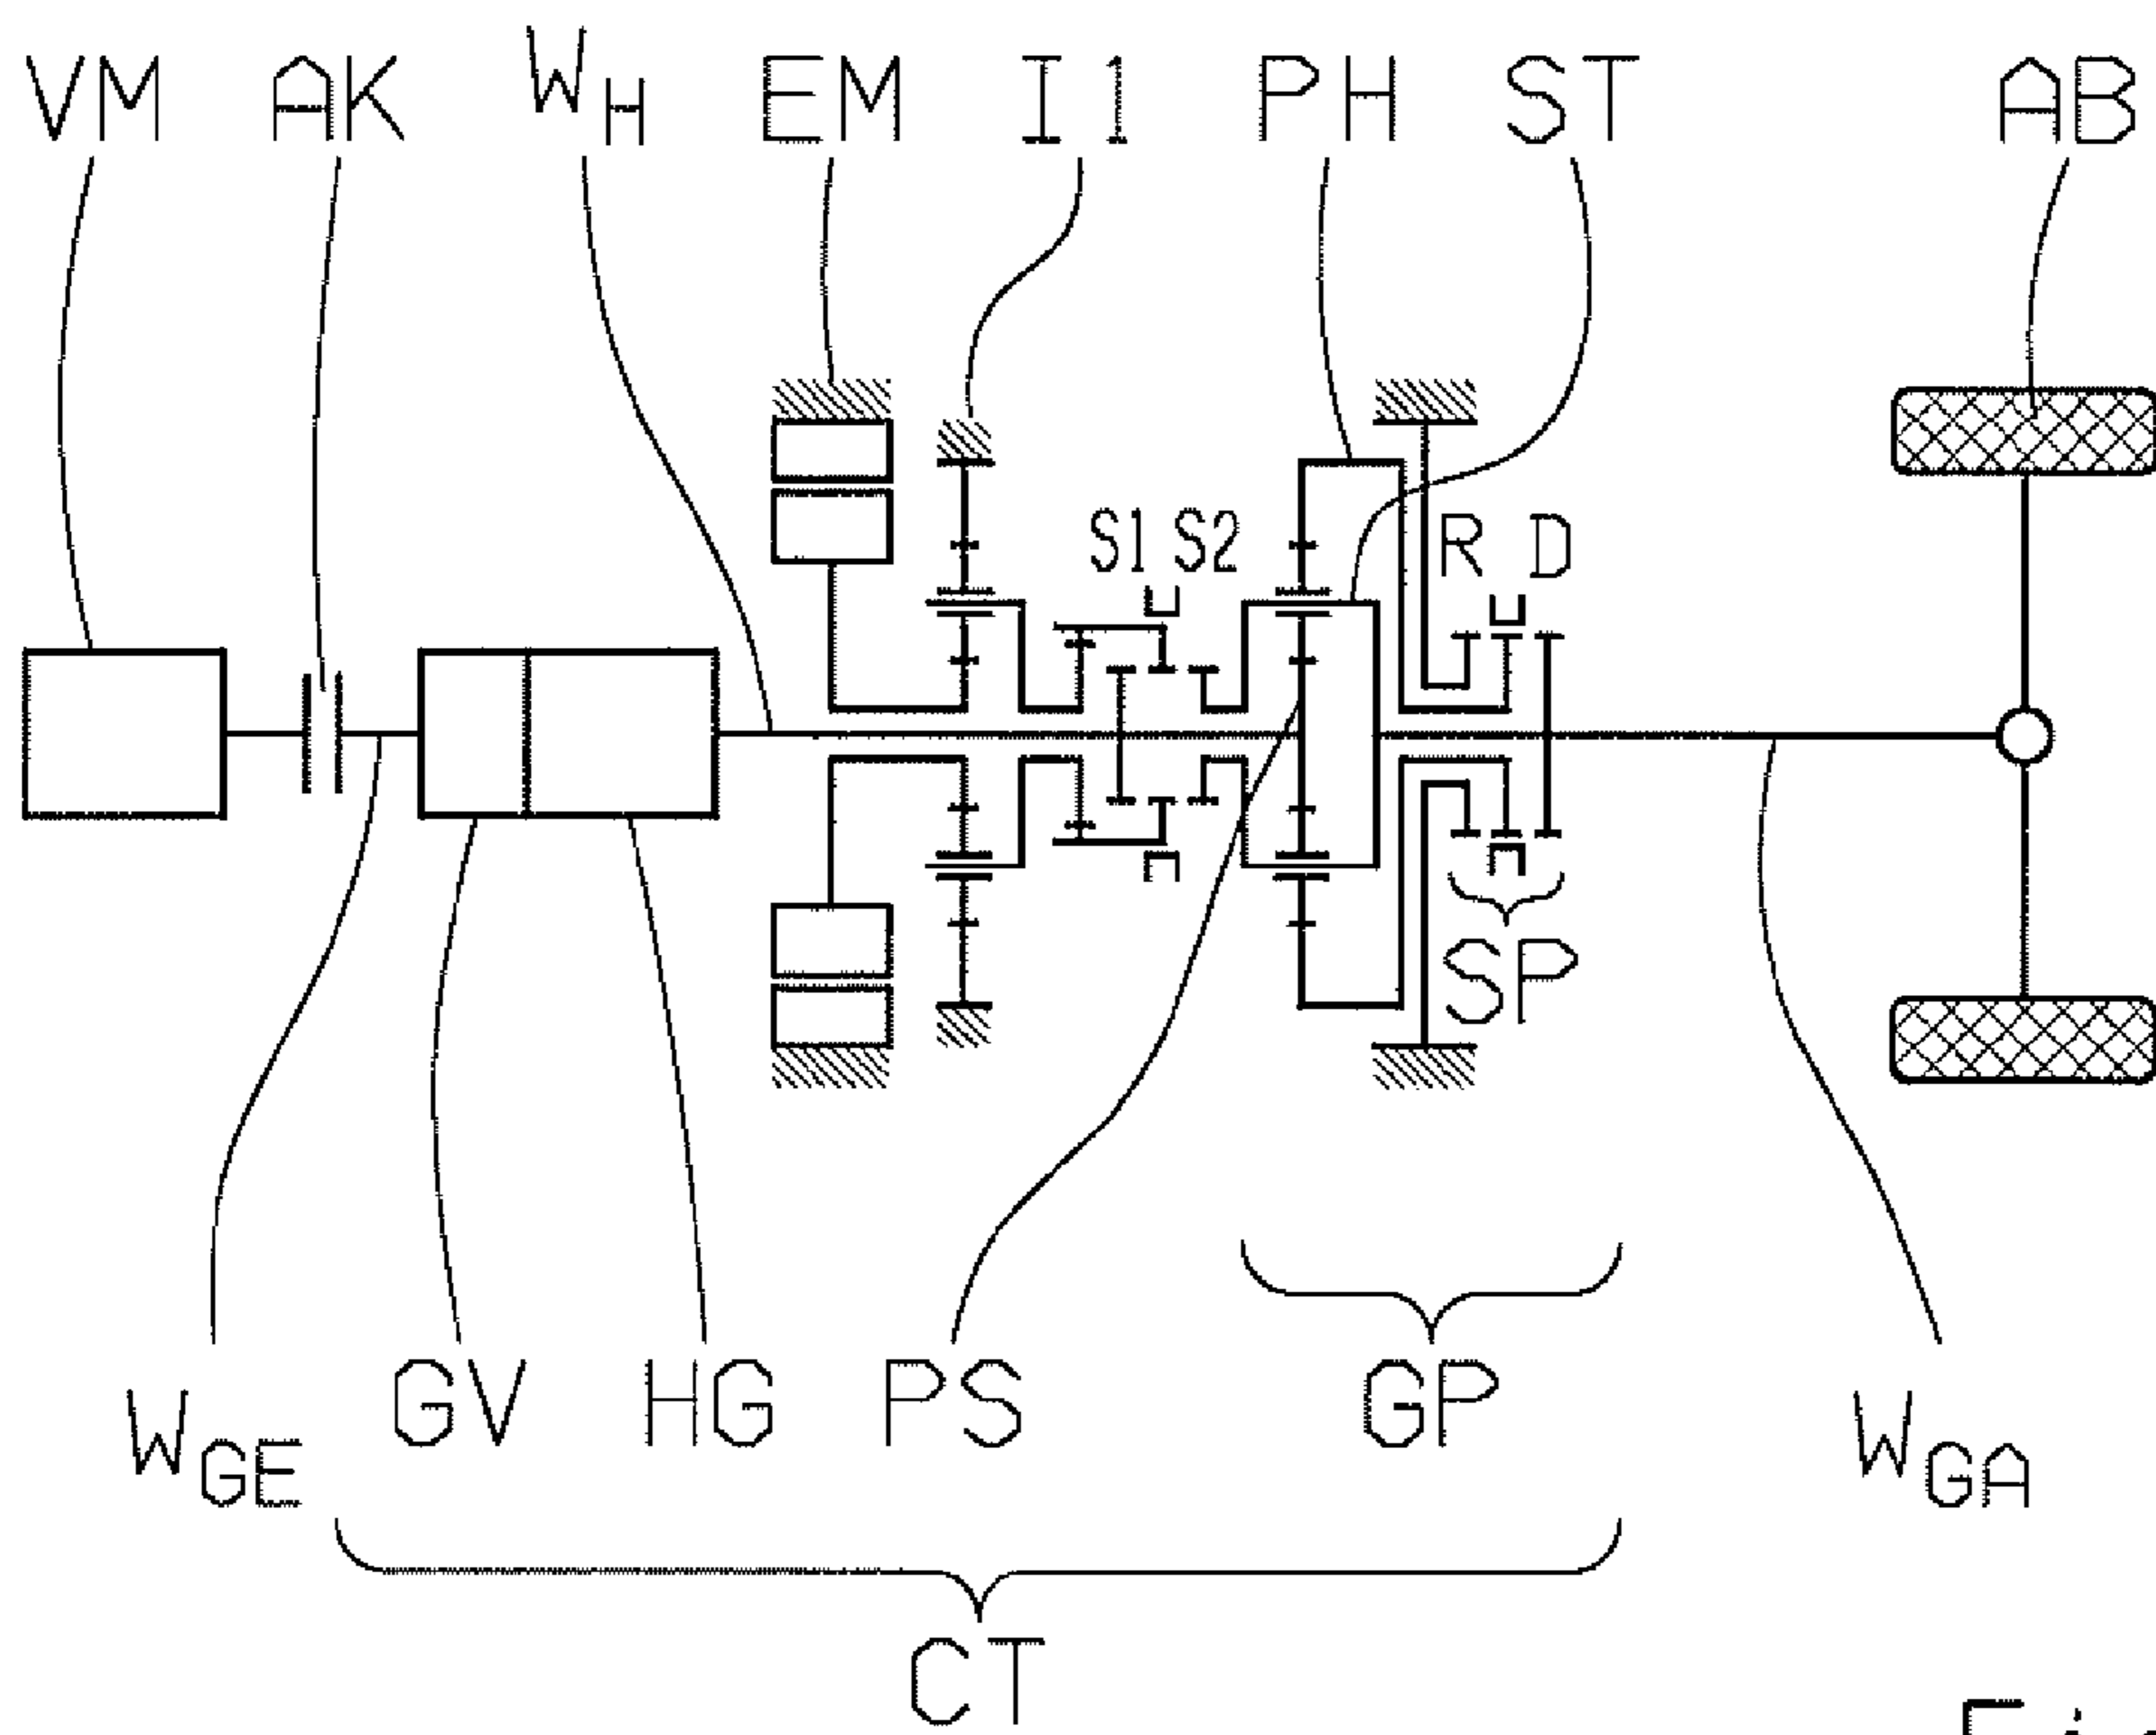 VM AK WH EM I1 PH ST AB
S1 S2 R D
SP
WGE GV HG PS GP WGA
CT